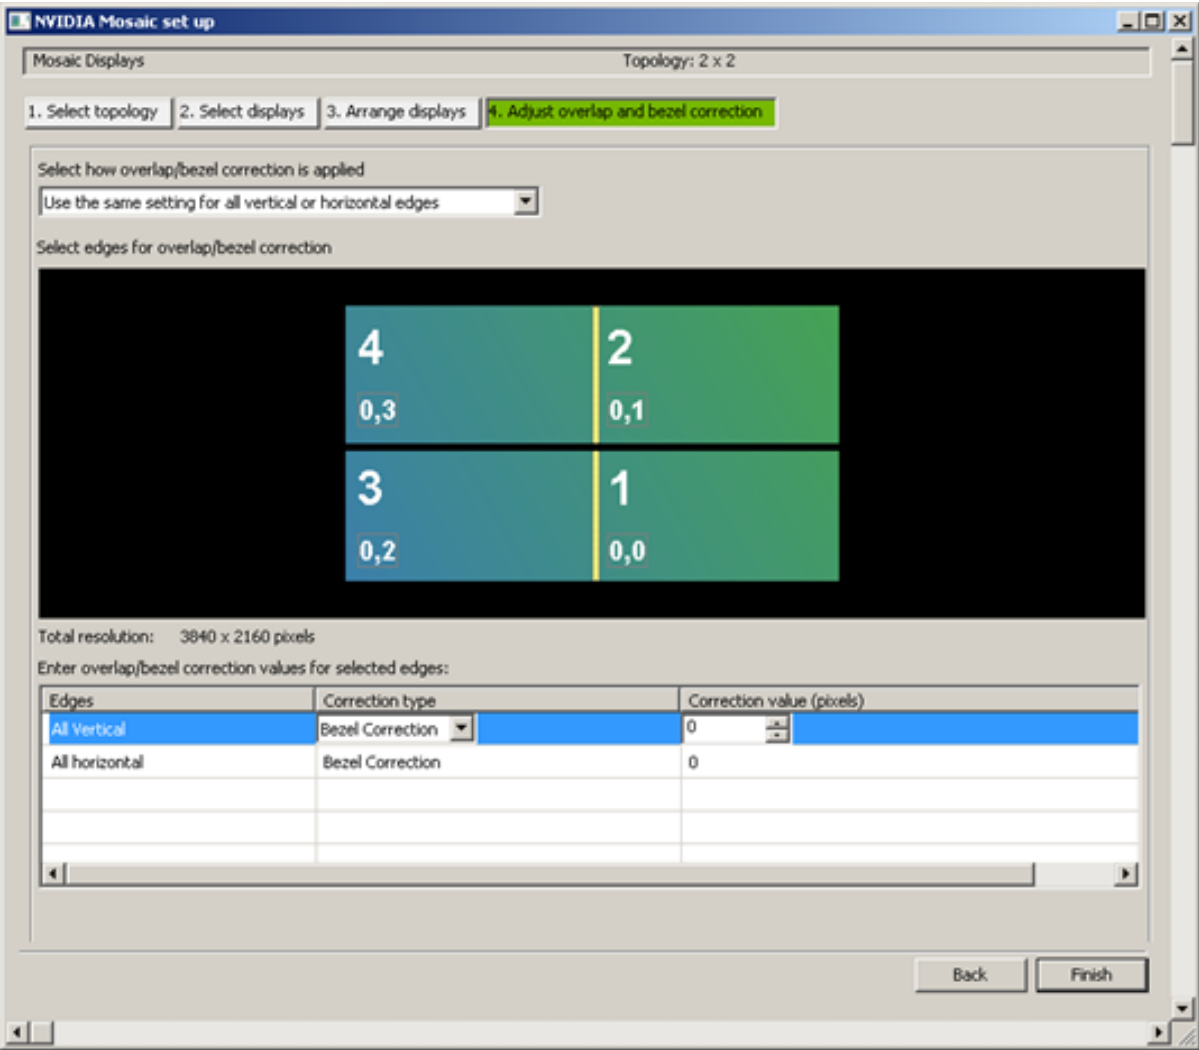 NVIDIA Mosaic set up
Mosaic Displays Topology: 2 x 2
1. Select topology 2. Select displays 3. Arrange displays 4. Adjust overlap and bezel correction
Select how overlap/bezel correction is applied
Use the same setting for all vertical or horizontal edges
Select edges for overlap/bezel correction
4 2
0,3 0,1
3 1
0,2 0,0
Total resolution: 3840 x 2160 pixels
Enter overlap/bezel correction values for selected edges:
Edges Correction type Correction value (pixels)
All Vertical Bezel Correction 0
All horizontal Bezel Correction 0
Back Finish